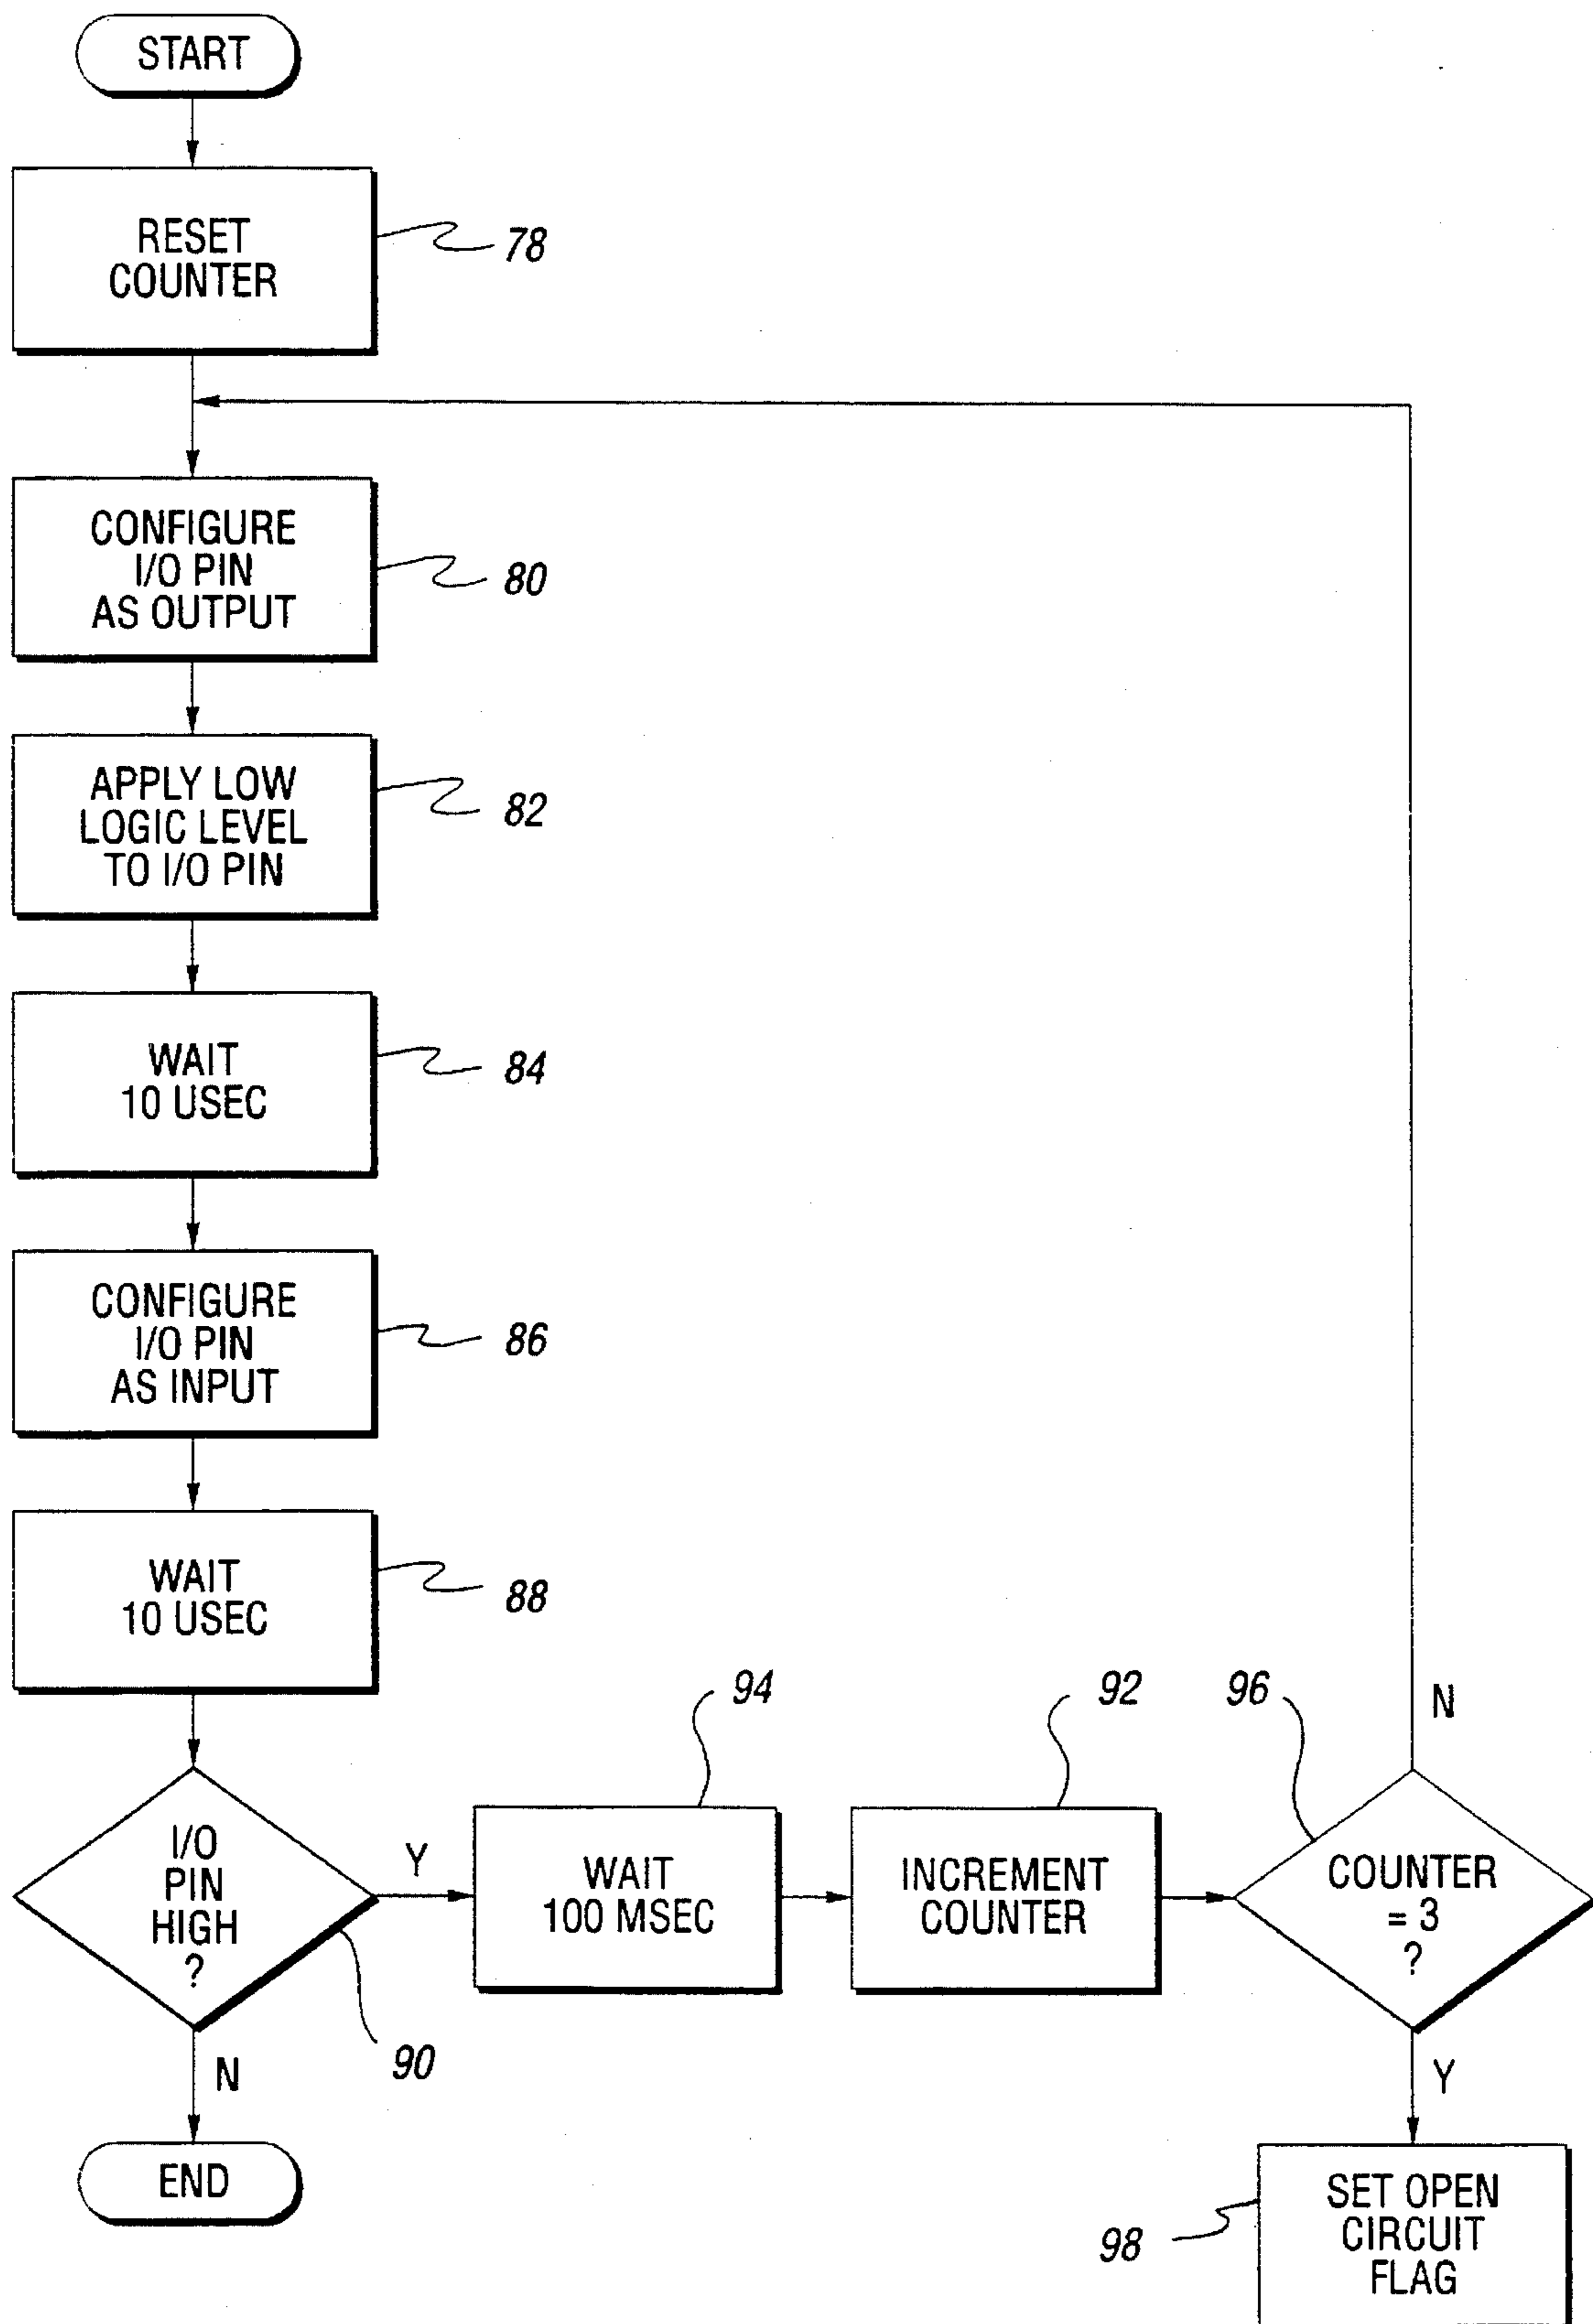 START
RESET
COUNTER
78
CONFIGURE
I/O PIN
AS OUTPUT
80
APPLY LOW
LOGIC LEVEL
TO I/O PIN
82
WAIT
10 USEC
84
CONFIGURE
I/O PIN
AS INPUT
86
WAIT
10 USEC
88
I/O
PIN
HIGH
?
90
Y
N
END
94
WAIT
100 MSEC
92
INCREMENT
COUNTER
96
COUNTER
= 3
?
N
Y
SET OPEN
CIRCUIT
FLAG
98